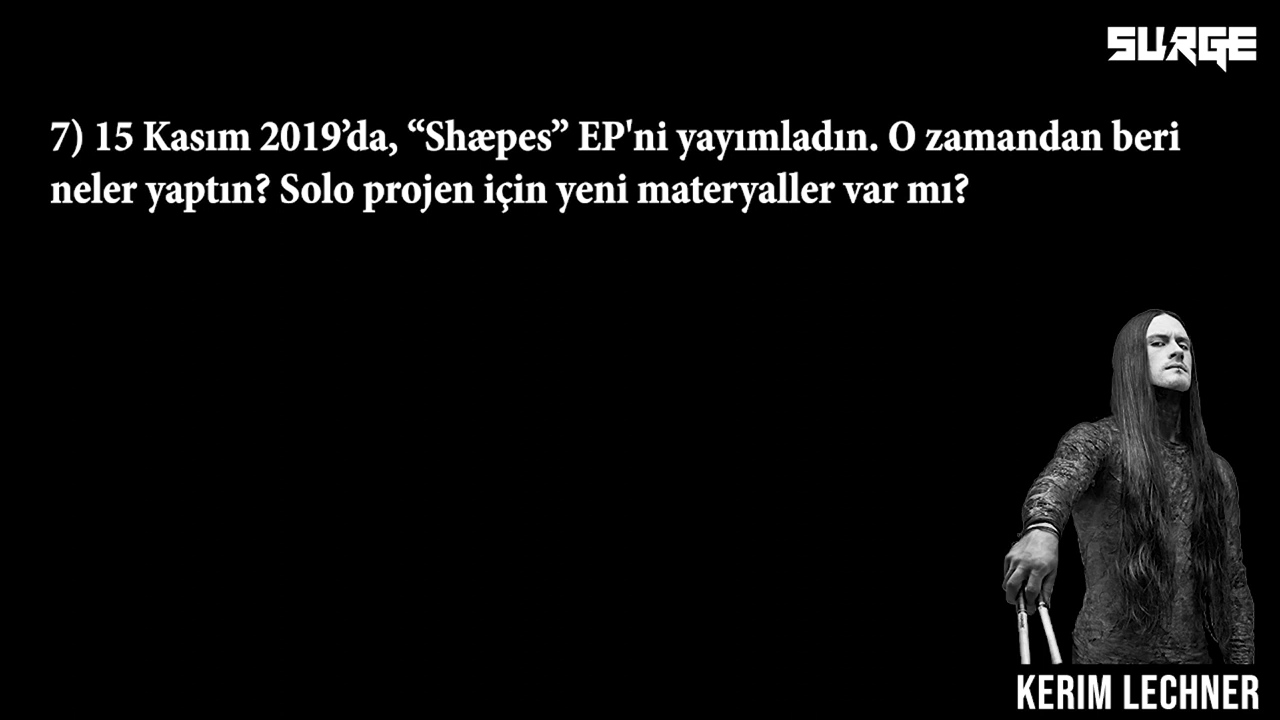 SURGE
7) 15 Kasım 2019’da, “Shæpes” EP'ni yayımladın. O zamandan beri
neler yaptın? Solo projen için yeni materyaller var mı?
KERIM LECHNER